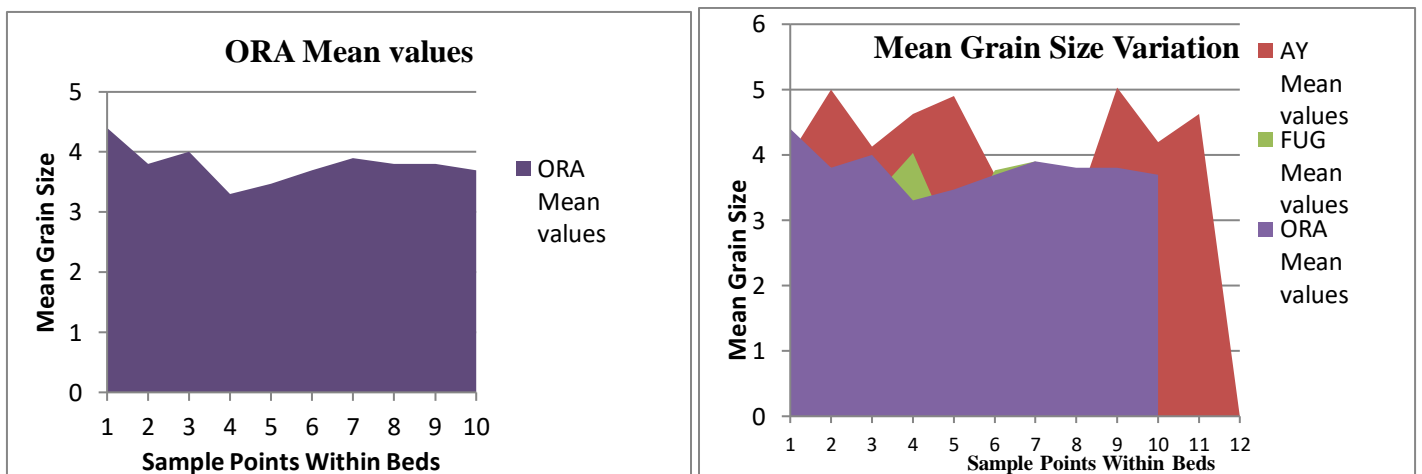 ORA Mean values
5
4
3
2
1
0
Mean Grain Size
1 2 3 4 5 6 7 8 9 10
Sample Points Within Beds
ORA
Mean
values
Mean Grain Size Variation
6
5
4
3
2
1
0
Mean Grain Size
1 2 3 4 5 6 7 8 9 10 11 12
Sample Points Within Beds
AY
Mean
values
FUG
Mean
values
ORA
Mean
values